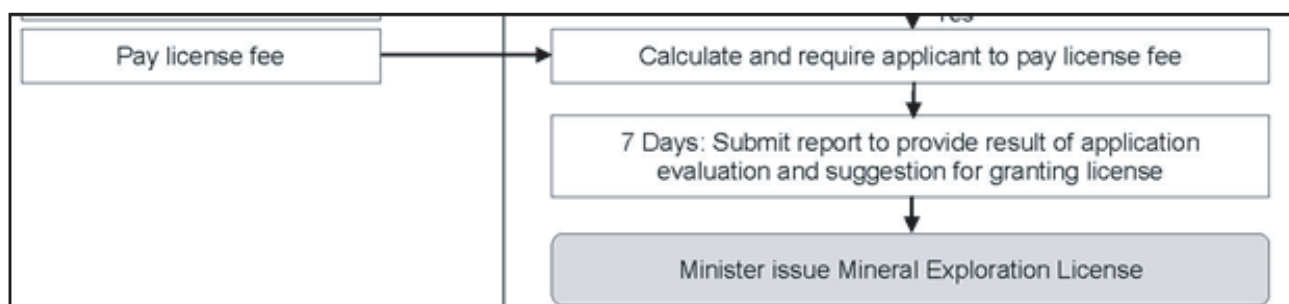 Yes
Pay license fee
Calculate and require applicant to pay license fee
7 Days: Submit report to provide result of application
evaluation and suggestion for granting license
Minister issue Mineral Exploration License